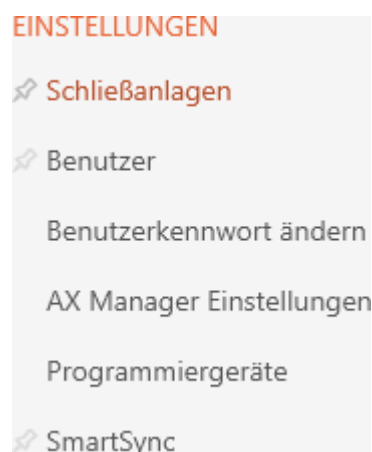 EINSTELLUNGEN
Schließanlagen
Benutzer
Benutzerkennwort ändern
AX Manager Einstellungen
Programmiergeräte
SmartSync